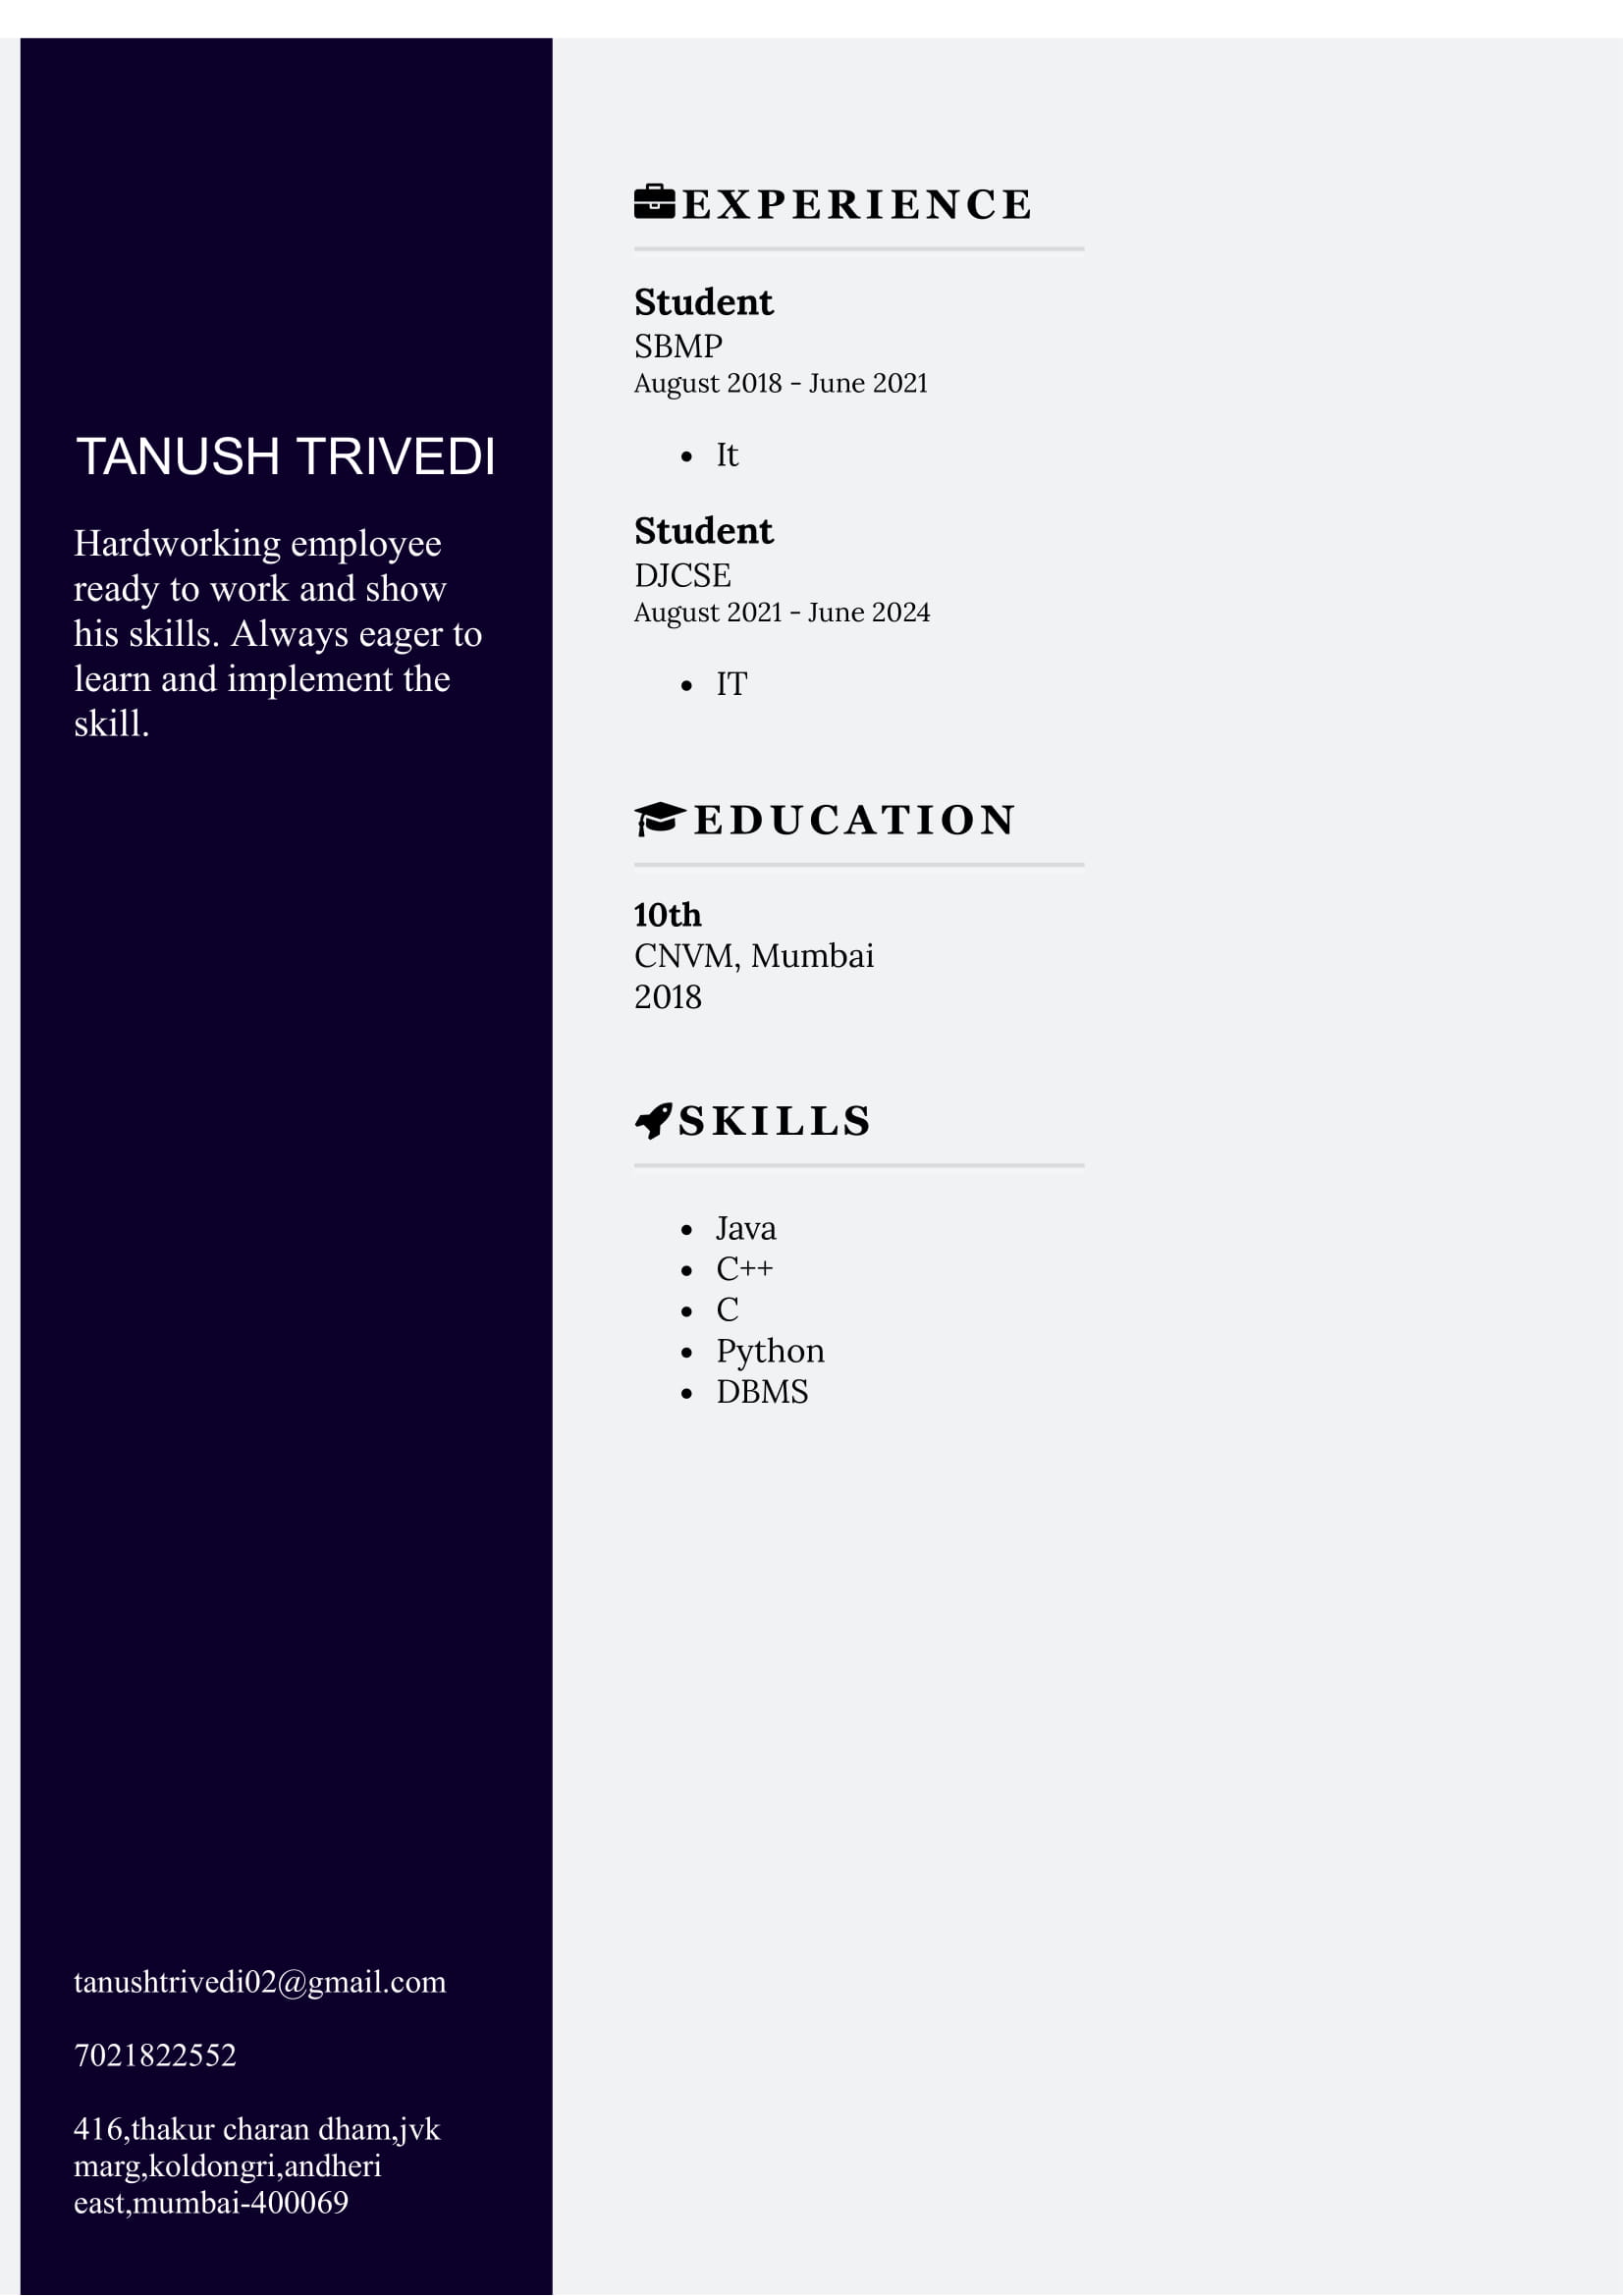 TANUSH TRIVEDI
Hardworking employee
ready to work and show
his skills. Always eager to
learn and implement the
skill.
tanushtrivedi02@gmail.com
7021822552
416,thakur charan dham,jvk
marg,koldongri,andheri
east,mumbai-400069
EXPERIENCE
Student
SBMP
August 2018 - June 2021
• It
Student
DJCSE
August 2021 - June 2024
• IT
EDUCATION
10th
CNVM, Mumbai
2018
SKILLS
• Java
• C++
• C
• Python
• DBMS